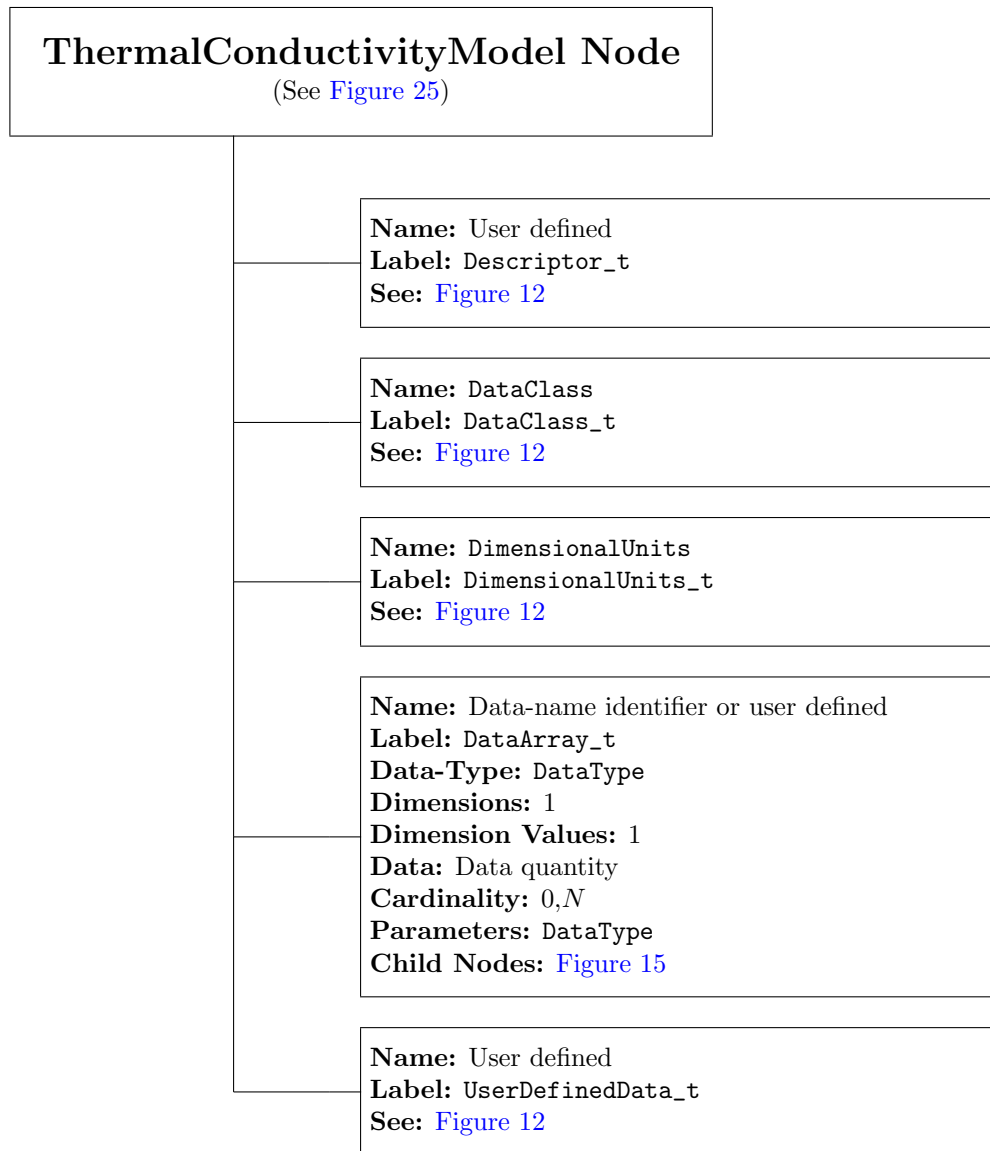 ThermalConductivityModel Node
(See Figure 25)
Name: User defined
Label: Descriptor_t
See: Figure 12
Name: DataClass
Label: DataClass_t
See: Figure 12
Name: DimensionalUnits
Label: DimensionalUnits_t
See: Figure 12
Name: Data-name identifier or user defined
Label: DataArray_t
Data-Type: DataType
Dimensions: 1
Dimension Values: 1
Data: Data quantity
Cardinality: 0,N
Parameters: DataType
Child Nodes: Figure 15
Name: User defined
Label: UserDefinedData_t
See: Figure 12